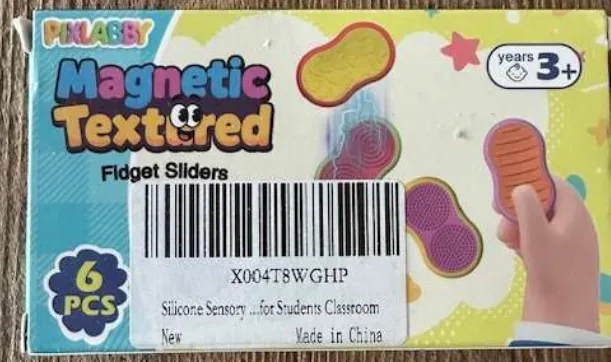 PIXLABBY
Magnetic
Textured
Fidget Sliders
years 3+
6
PCS
X004T8WGHP
Silicone Sensory ...for Students Classroom
New Made in China